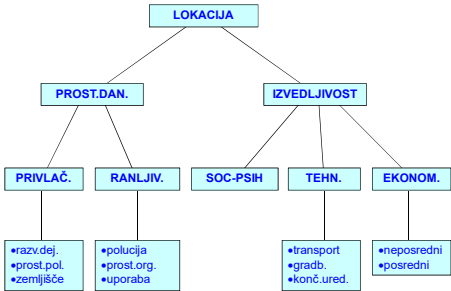 LOKACIJA
PROST.DAN.
IZVEDLJIVOST
PRIVLAČ.
RANLJIV.
SOC-PSIH
TEHN.
EKONOM.
•razv.dej.
•prost.pol.
•zemljišče
•polucija
•prost.org.
•uporaba
•transport
•gradb.
•konč.ured.
•neposredni
•posredni